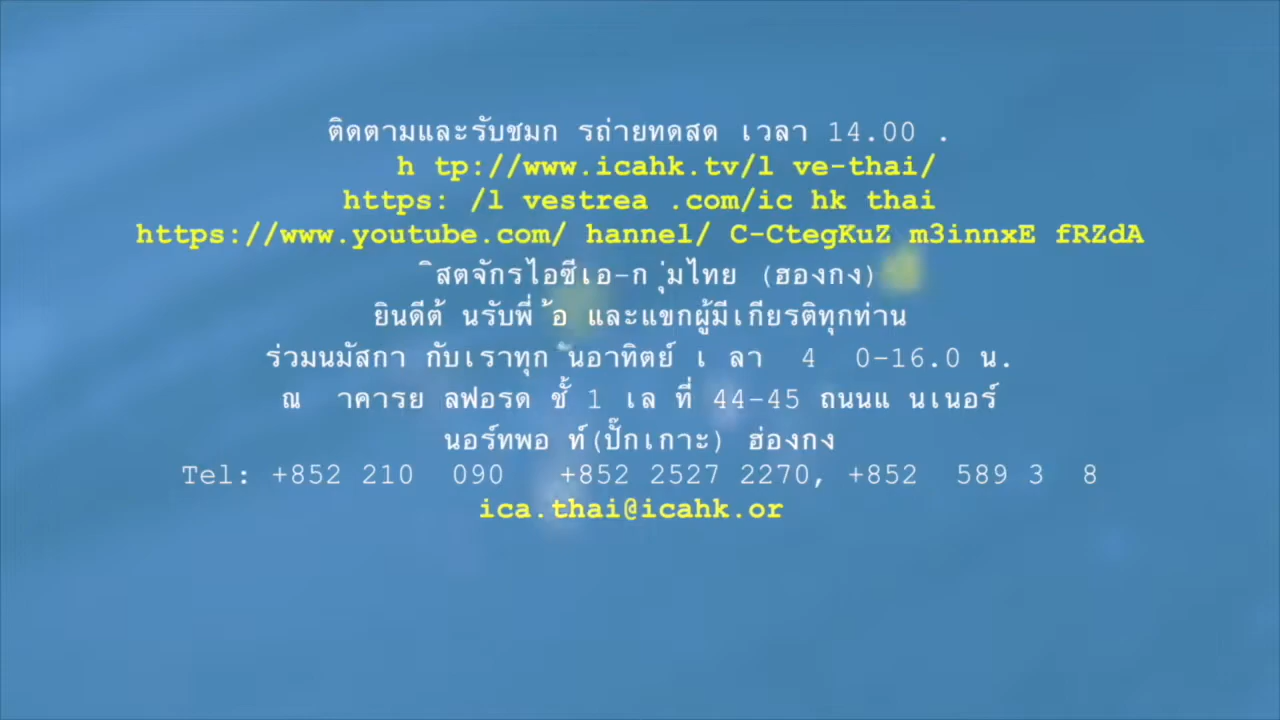 ติดตามและรับชมก รถ่ายทดสด เวลา 14.00 .
h tp://www.icahk.tv/l ve-thai/
https: /l vestrea .com/ic hk thai
https://www.youtube.com/ hannel/ C-CtegKuZ m3innxE fRZdA
ิสตจักรไอซีเอ-ก ุ่มไทย (ฮองกง)
ยินดีต้ นรับพี่ ้อ และแขกผู้มีเกียรติทุกท่าน
ร่วมนมัสกา กับเราทุก ันอาทิตย์ เ ลา 4 0-16.0 น.
ณ าคารย ลฟอรด ชั้ 1 เล ที่ 44-45 ถนนแ นเนอร์
นอร์ทพอ ท์(ปั๊กเกาะ) ฮ่องกง
Tel: +852 210 090 +852 2527 2270, +852 589 3 8
ica.thai@icahk.or